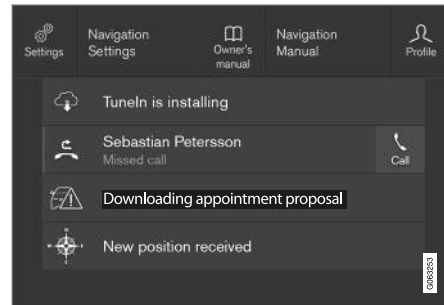 Settings
Navigation
Settings
Owner's
manual
Navigation
Manual
Profile
TuneIn is installing
Sebastian Petersson
Missed call
Call
Downloading appointment proposal
New position received
G063253